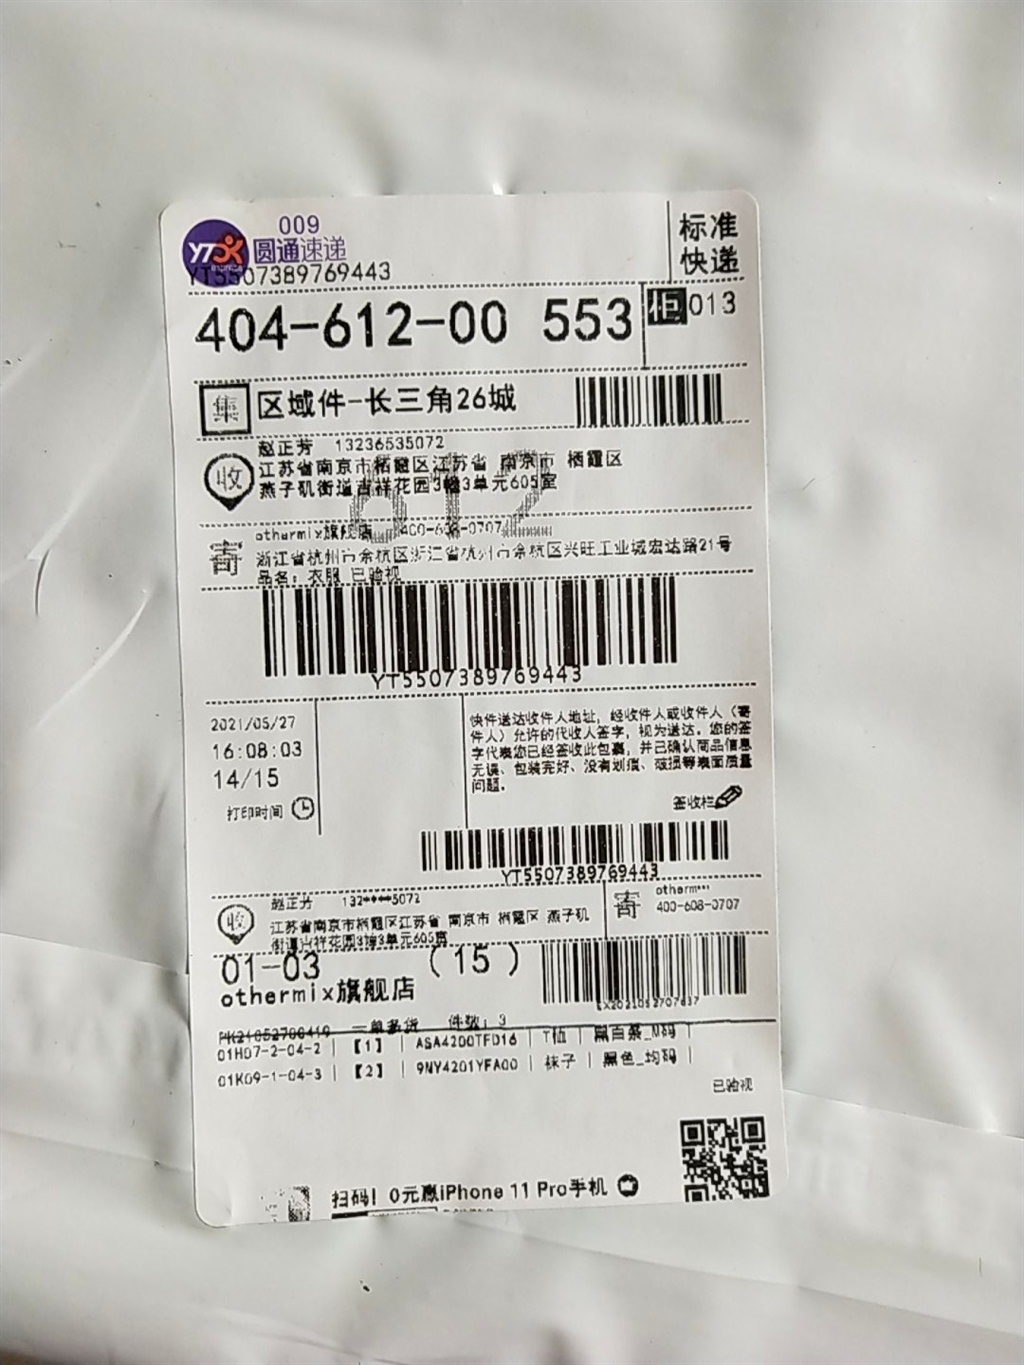 009
圆通速递
标准
快递
YT5507389769443
404-612-00 553
013
集
区域件-长三角26城
收
赵正芳 13236535072
江苏省南京市栖霞区江苏省 南京市 栖霞区
燕子矶街道吉祥花园3幢3单元605室
012
寄
othermix旗舰店 400-608-0707
浙江省杭州市余杭区浙江省杭州市余杭区兴旺工业城宏达路21号
品名：衣服 已验视
YT5507389769443
2021/05/27
16:08:03
14/15
打印时间
快件送达收件人地址，经收件人或收件人（寄
件人）允许的代收人签字，视为送达。您的签
字代表您已经签收此包裹，并已确认商品信息
无误、包装完好、没有划痕、破损等表面质量
问题。
签收栏
YT5507389769443
收
赵正芳 132****5072
江苏省南京市栖霞区江苏省 南京市 栖霞区 燕子矶
街道吉祥花园3幢3单元605室
寄
otherm***
400-608-0707
01-03 （15）
othermix旗舰店
PK21052700419 一单多货 件数：3
01H07-2-04-2 | 【1】 | ASA4200TFD16 | T恤 | 黑白条_M码 |
01K09-1-04-3 | 【2】 | 9NY4201YFA00 | 袜子 | 黑色_均码 |
已验视
扫码！0元赢iPhone 11 Pro手机